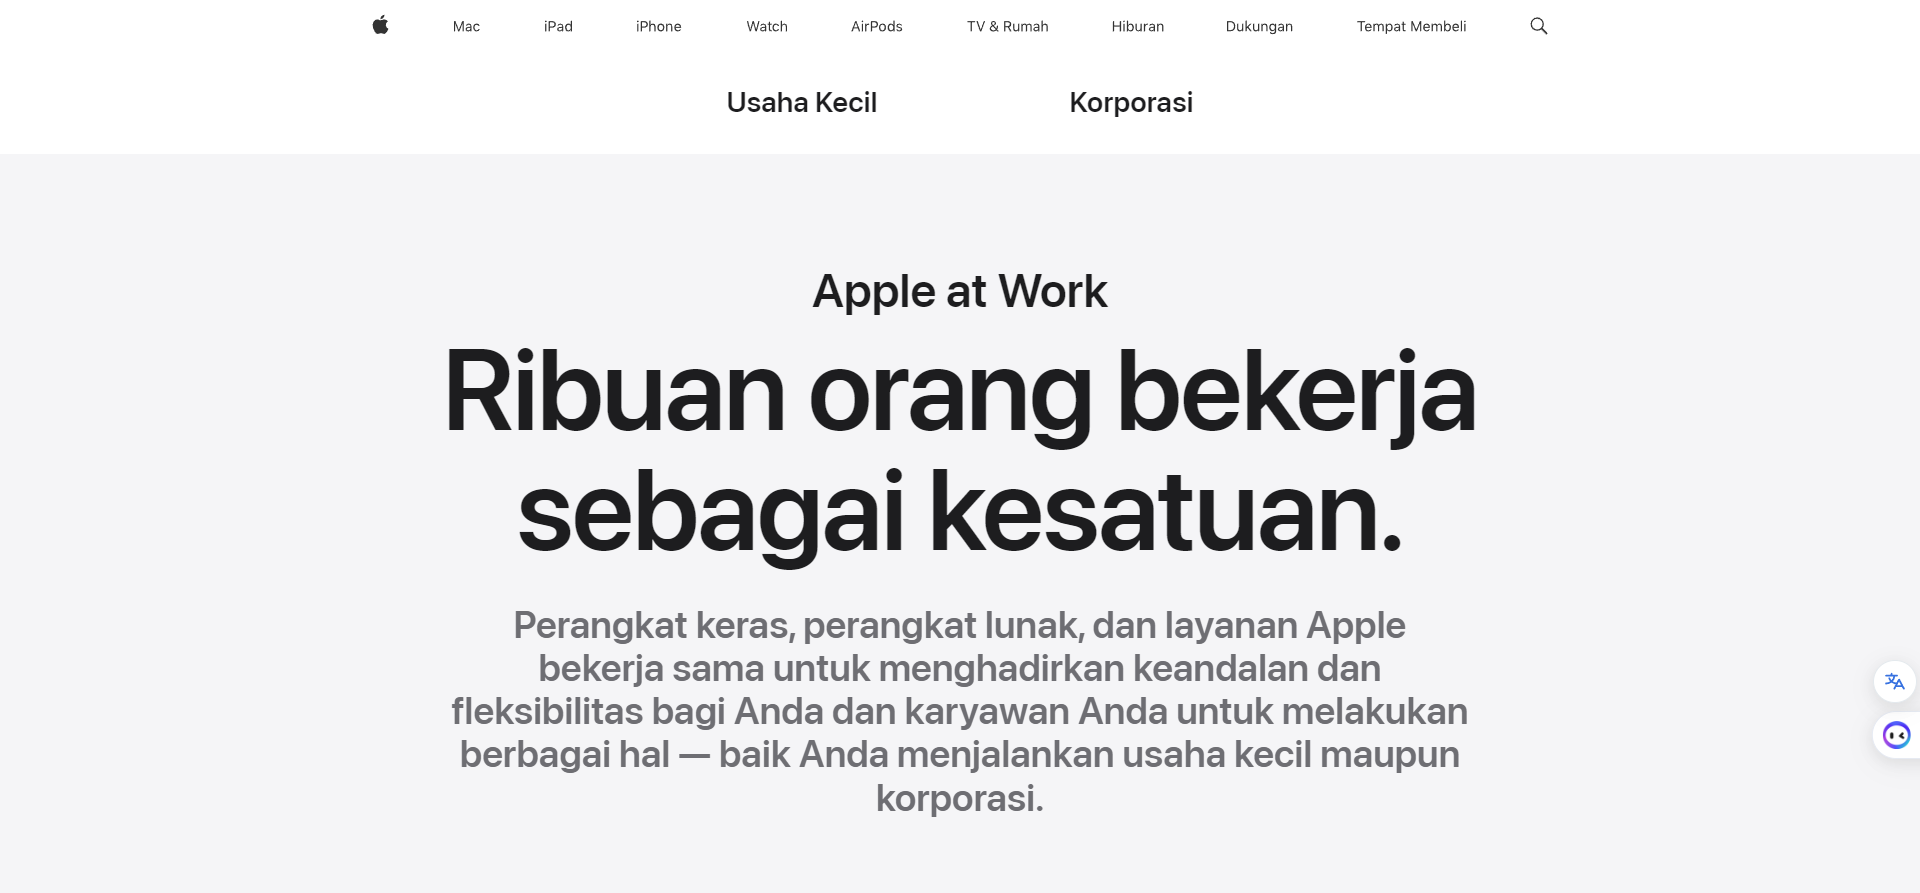 Mac
iPad
iPhone
Watch
AirPods
TV & Rumah
Hiburan
Dukungan
Tempat Membeli
Usaha Kecil
Korporasi
Apple at Work
Ribuan orang bekerja
sebagai kesatuan.
Perangkat keras, perangkat lunak, dan layanan Apple
bekerja sama untuk menghadirkan keandalan dan
fleksibilitas bagi Anda dan karyawan Anda untuk melakukan
berbagai hal — baik Anda menjalankan usaha kecil maupun
korporasi.